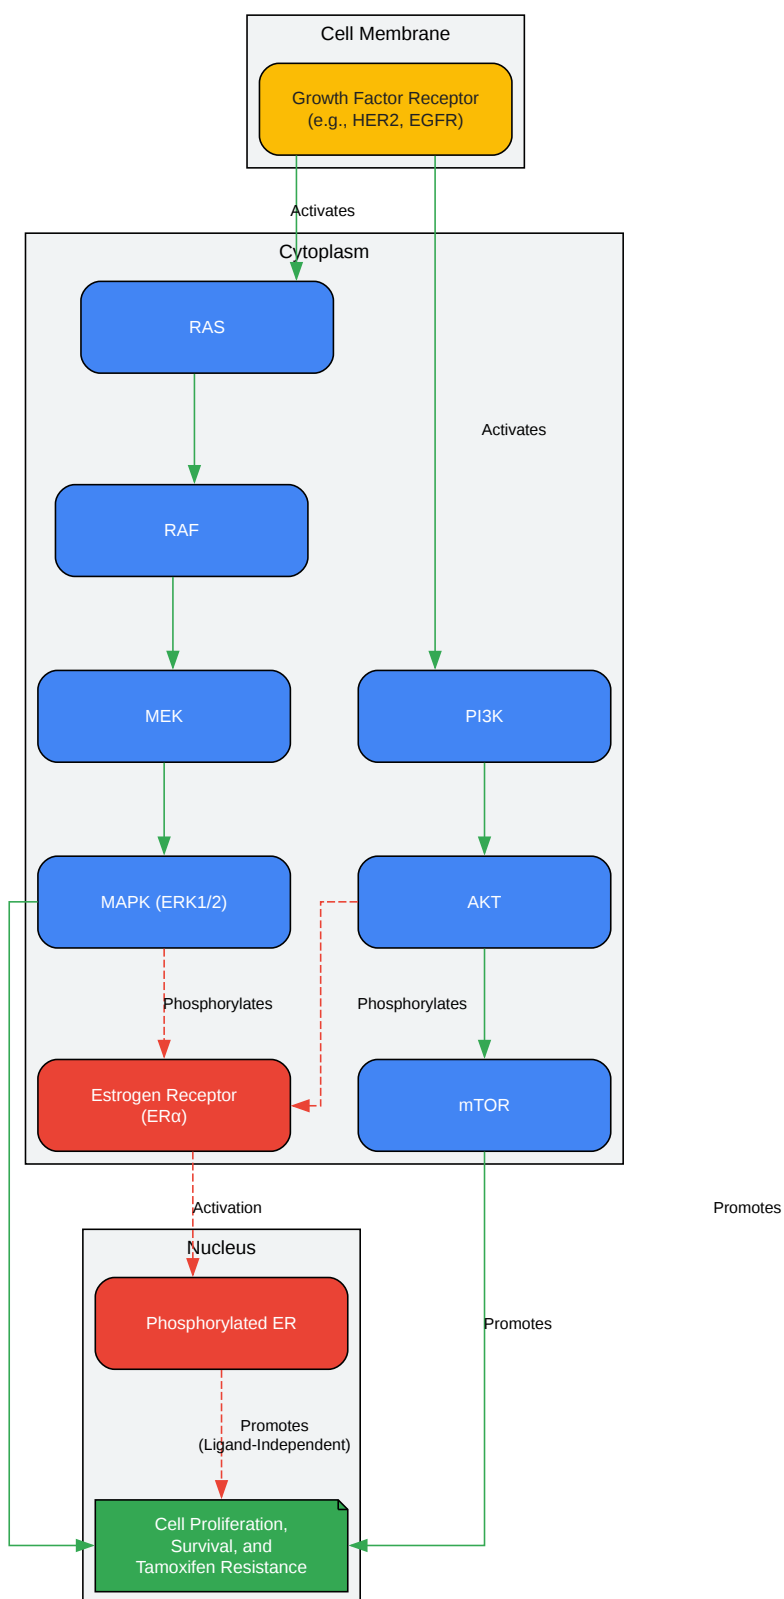 Cell Membrane
Growth Factor Receptor
(e.g., HER2, EGFR)
Activates
Cytoplasm
RAS
Activates
RAF
MEK
PI3K
MAPK (ERK1/2)
AKT
Phosphorylates
Phosphorylates
Estrogen Receptor
(ERα)
mTOR
Activation
Promotes
Nucleus
Phosphorylated ER
Promotes
Promotes
(Ligand-Independent)
Cell Proliferation,
Survival, and
Tamoxifen Resistance